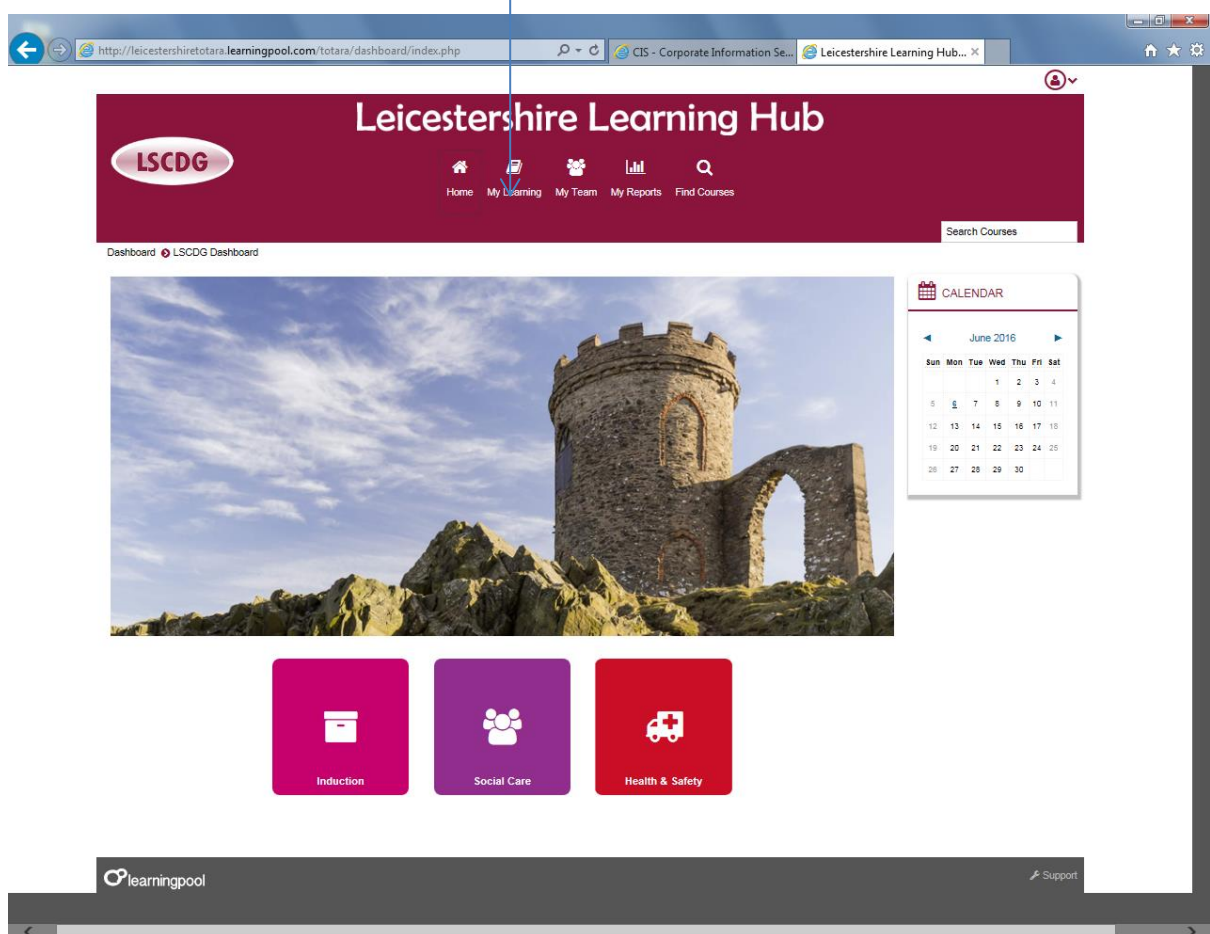 http://leicestershiretotara.learningpool.com/totara/dashboard/index.php
CIS - Corporate Information Se...
Leicestershire Learning Hub...
Leicestershire Learning Hub
LSCDG
Home My Learning My Team My Reports Find Courses
Search Courses
Dashboard LSCDG Dashboard
CALENDAR
June 2016
Sun Mon Tue Wed Thu Fri Sat
1 2 3 4
5 6 7 8 9 10 11
12 13 14 15 16 17 18
19 20 21 22 23 24 25
26 27 28 29 30
Induction Social Care Health & Safety
learningpool
Support